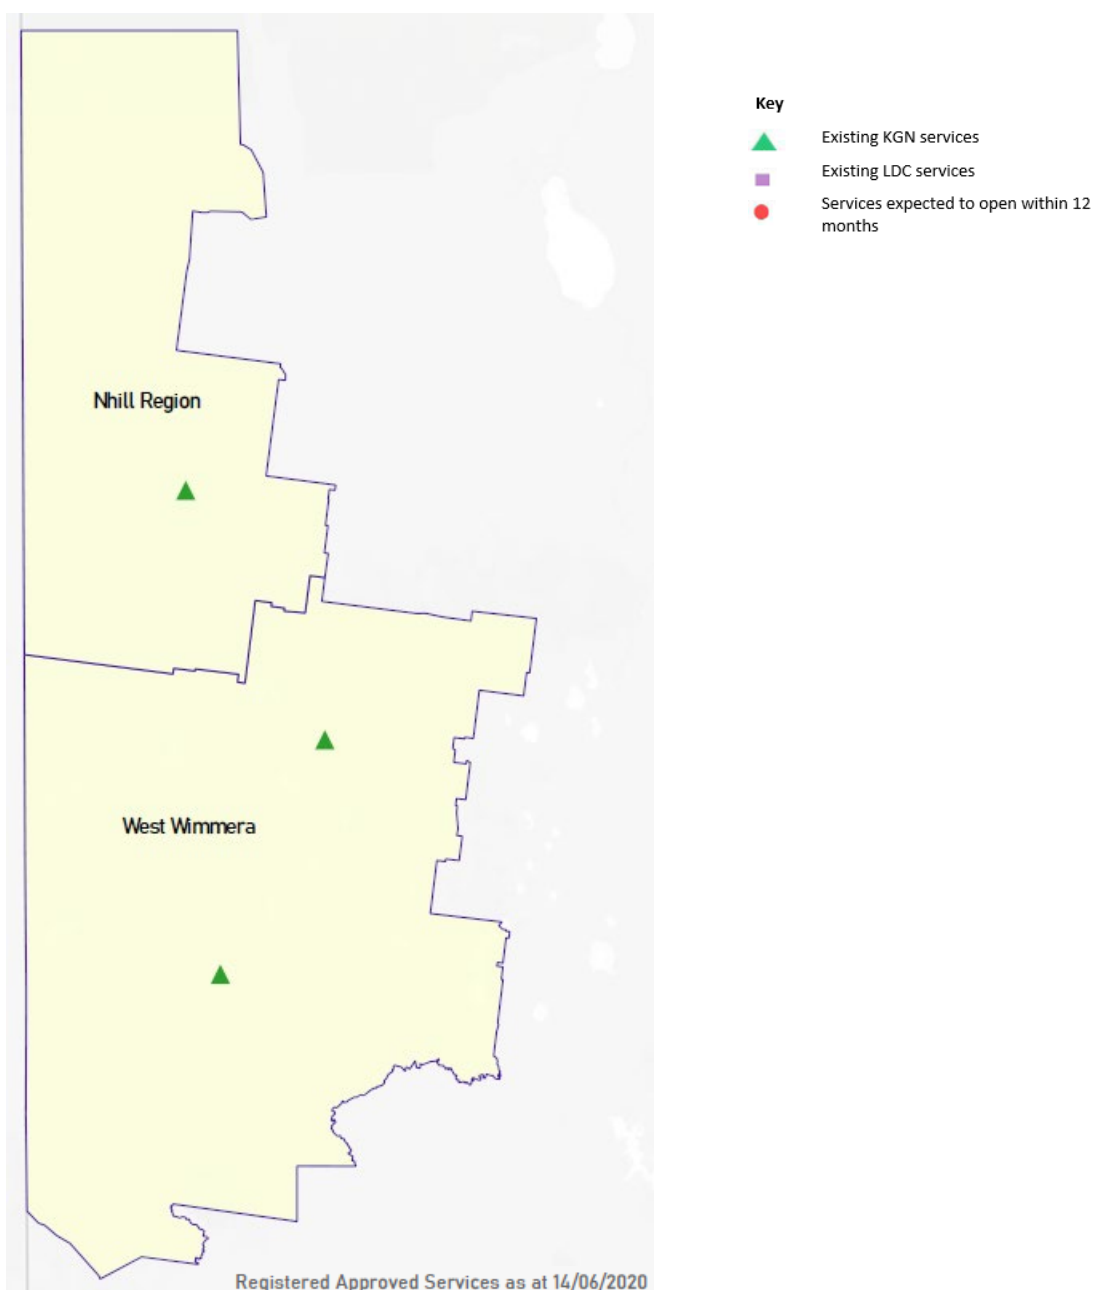 Key
Existing KGN services
Existing LDC services
Services expected to open within 12
months
Nhill Region
West Wimmera
Registered Approved Services as at 14/06/2020